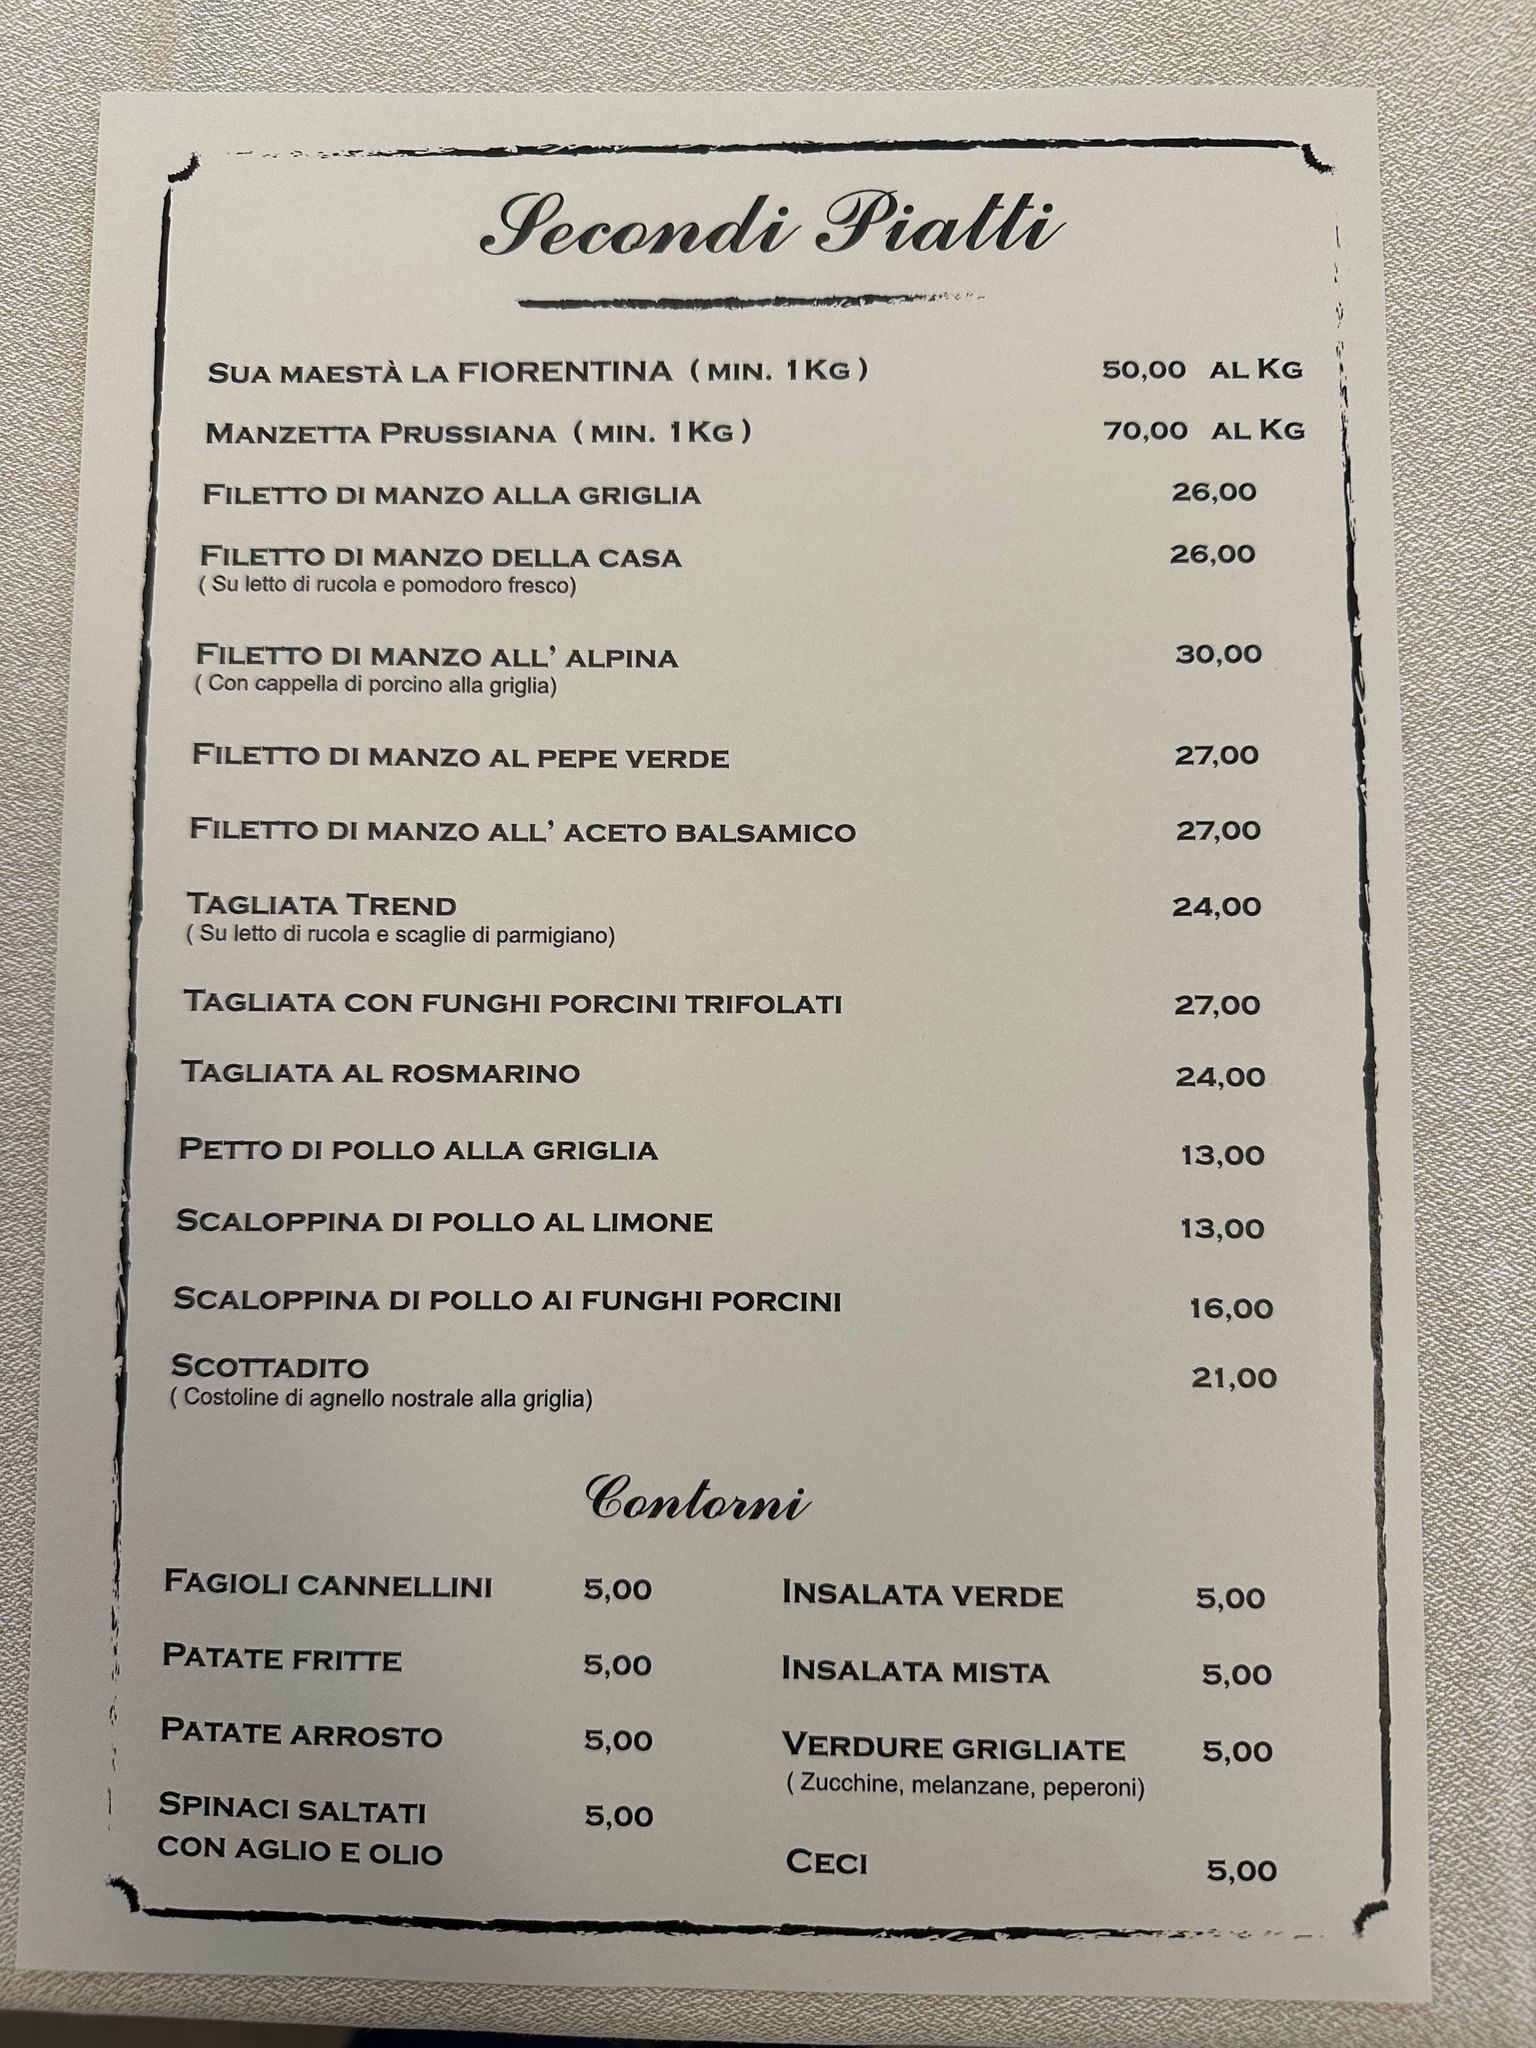 Secondi Piatti
SUA MAESTÀ LA FIORENTINA ( MIN. 1KG ) 50,00 AL KG
MANZETTA PRUSSIANA ( MIN. 1KG ) 70,00 AL KG
FILETTO DI MANZO ALLA GRIGLIA 26,00
FILETTO DI MANZO DELLA CASA 26,00
( Su letto di rucola e pomodoro fresco)
FILETTO DI MANZO ALL' ALPINA 30,00
( Con cappella di porcino alla griglia)
FILETTO DI MANZO AL PEPE VERDE 27,00
FILETTO DI MANZO ALL' ACETO BALSAMICO 27,00
TAGLIATA TREND 24,00
( Su letto di rucola e scaglie di parmigiano)
TAGLIATA CON FUNGHI PORCINI TRIFOLATI 27,00
TAGLIATA AL ROSMARINO 24,00
PETTO DI POLLO ALLA GRIGLIA 13,00
SCALOPPINA DI POLLO AL LIMONE 13,00
SCALOPPINA DI POLLO AI FUNGHI PORCINI 16,00
SCOTTADITO 21,00
( Costoline di agnello nostrale alla griglia)
Contorni
FAGIOLI CANNELLINI 5,00 INSALATA VERDE 5,00
PATATE FRITTE 5,00 INSALATA MISTA 5,00
PATATE ARROSTO 5,00 VERDURE GRIGLIATE 5,00
( Zucchine, melanzane, peperoni)
SPINACI SALTATI 5,00
CON AGLIO E OLIO CECI 5,00